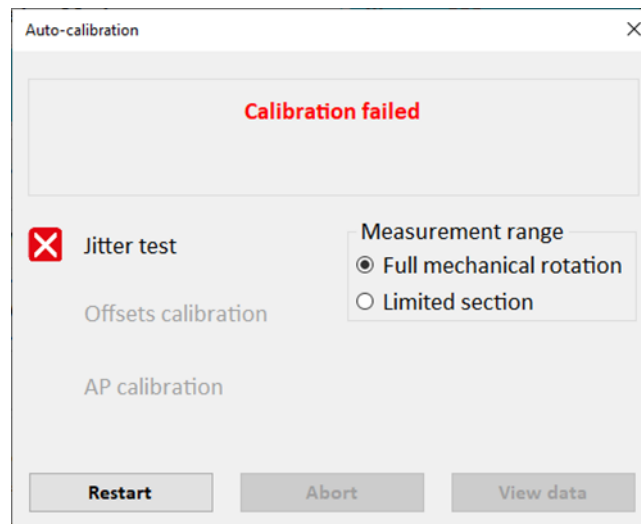 Auto-calibration
Calibration failed
Jitter test
Measurement range
Full mechanical rotation
Limited section
Offsets calibration
AP calibration
Restart
Abort
View data